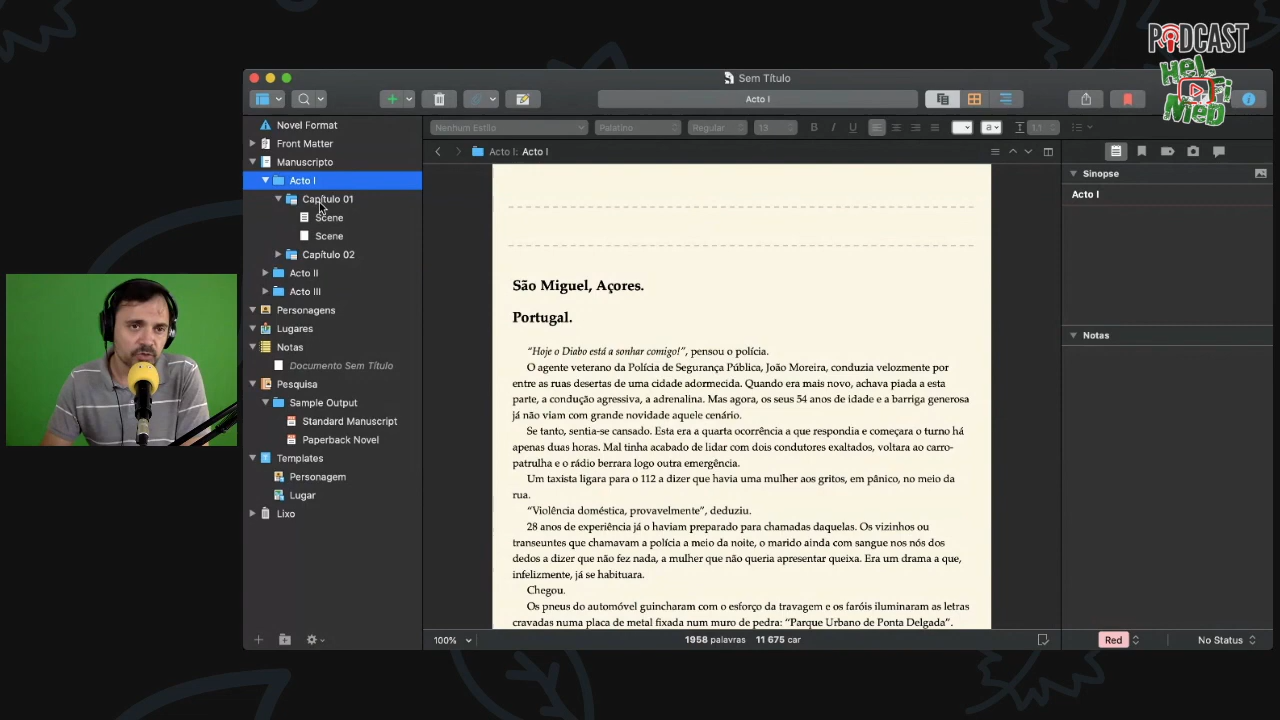 PODCAST
Hel
Fi
MeD
Sem Título
Acto I
Nenhum Estilo
Palatino
Regular
13
B I U
a
1.1
Acto I: Acto I
Novel Format
Front Matter
Manuscripto
Acto I
Capítulo 01
Scene
Scene
Capítulo 02
Acto II
Acto III
Personagens
Lugares
Notas
Documento Sem Título
Pesquisa
Sample Output
Standard Manuscript
Paperback Novel
Templates
Personagem
Lugar
Lixo
São Miguel, Açores.
Portugal.
“Hoje o Diabo está a sonhar comigo!”, pensou o polícia.
O agente veterano da Polícia de Segurança Pública, João Moreira, conduzia velozmente por
entre as ruas desertas de uma cidade adormecida. Quando era mais novo, achava piada a esta
parte, a condução agressiva, a adrenalina. Mas agora, os seus 54 anos de idade e a barriga generosa
já não viam com grande novidade aquele cenário.
Se tanto, sentia-se cansado. Esta era a quarta ocorrência a que respondia e começara o turno há
apenas duas horas. Mal tinha acabado de lidar com dois condutores exaltados, voltara ao carro-
patrulha e o rádio berrara logo outra emergência.
Um taxista ligara para o 112 a dizer que havia uma mulher aos gritos, em pânico, no meio da
rua.
“Violência doméstica, provavelmente”, deduziu.
28 anos de experiência já o haviam preparado para chamadas daquelas. Os vizinhos ou
transeuntes que chamavam a polícia a meio da noite, o marido ainda com sangue nos nós dos
dedos a dizer que não fez nada, a mulher que não queria apresentar queixa. Era um drama a que,
infelizmente, já se habituara.
Chegou.
Os pneus do automóvel guincharam com o esforço da travagem e os faróis iluminaram as letras
cravadas numa placa de metal fixada num muro de pedra: “Parque Urbano de Ponta Delgada”.
100%
1958 palavras 11 675 car
Sinopse
Acto I
Notas
Red
No Status